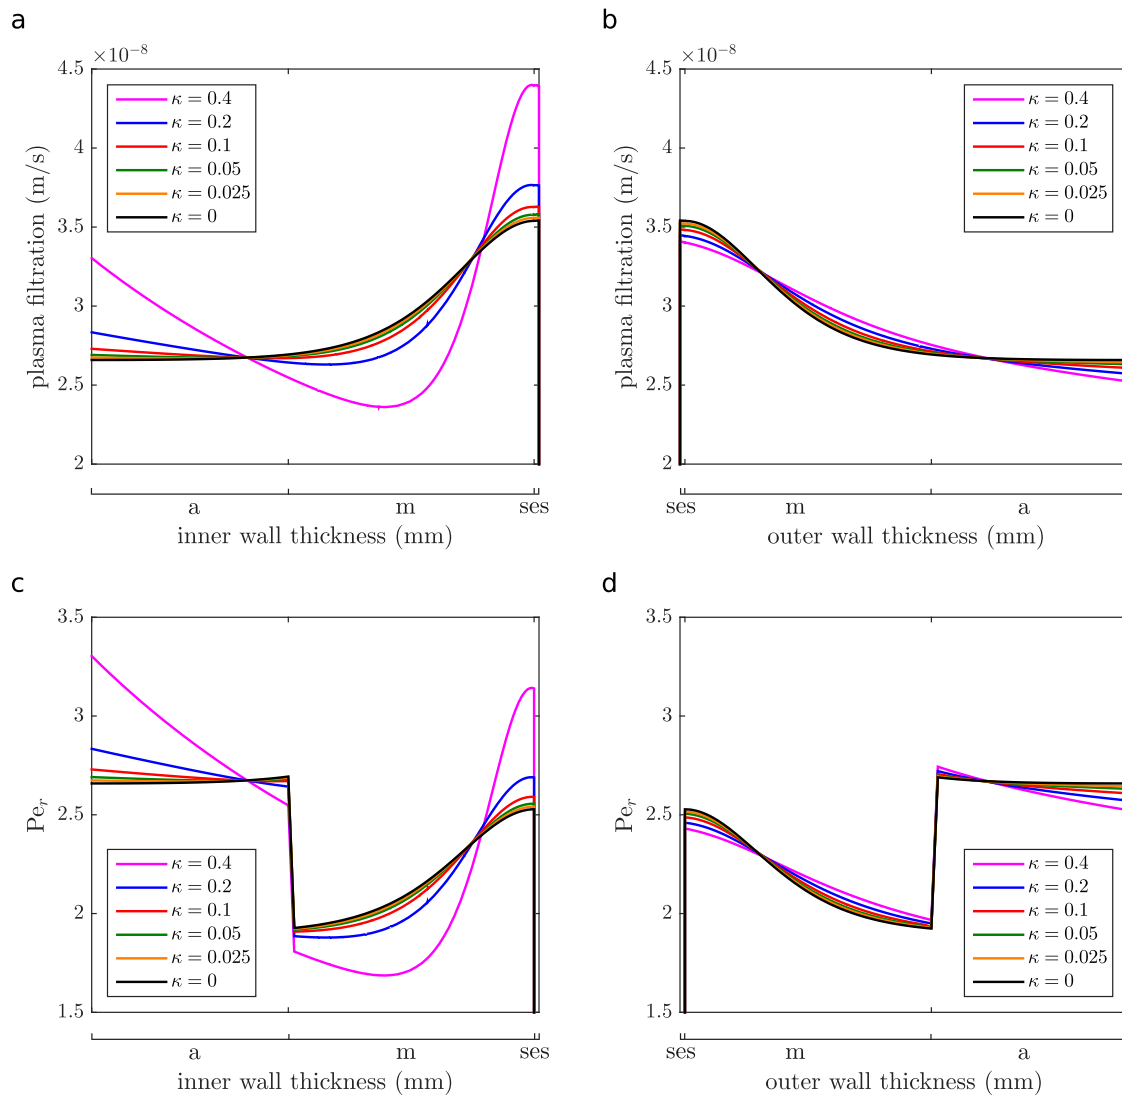 a
×10⁻⁸
4.5
4
3.5
3
2.5
2
plasma filtration (m/s)
κ = 0.4
κ = 0.2
κ = 0.1
κ = 0.05
κ = 0.025
κ = 0
a m ses
inner wall thickness (mm)
b
×10⁻⁸
4.5
4
3.5
3
2.5
2
plasma filtration (m/s)
κ = 0.4
κ = 0.2
κ = 0.1
κ = 0.05
κ = 0.025
κ = 0
ses m a
outer wall thickness (mm)
c
3.5
3
2.5
2
1.5
Peᵣ
κ = 0.4
κ = 0.2
κ = 0.1
κ = 0.05
κ = 0.025
κ = 0
a m ses
inner wall thickness (mm)
d
3.5
3
2.5
2
1.5
Peᵣ
κ = 0.4
κ = 0.2
κ = 0.1
κ = 0.05
κ = 0.025
κ = 0
ses m a
outer wall thickness (mm)